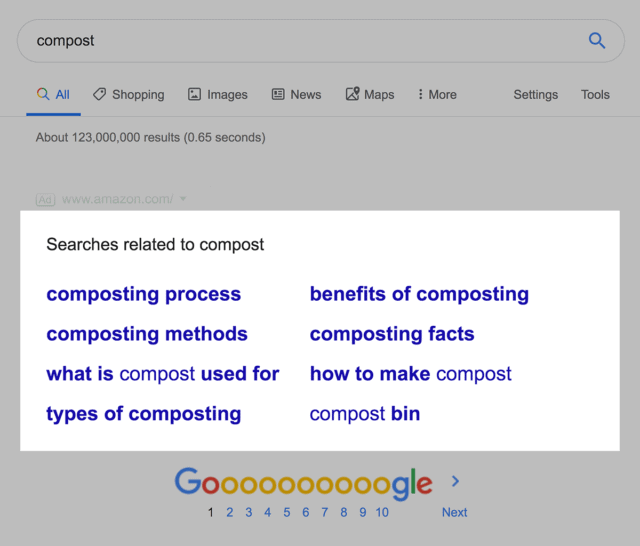 compost
All Shopping Images News Maps More Settings Tools
About 123,000,000 results (0.65 seconds)
Ad www.amazon.com/
Searches related to compost
composting process
benefits of composting
composting methods
composting facts
what is compost used for
how to make compost
types of composting
compost bin
Goooooooooogle
1 2 3 4 5 6 7 8 9 10 Next